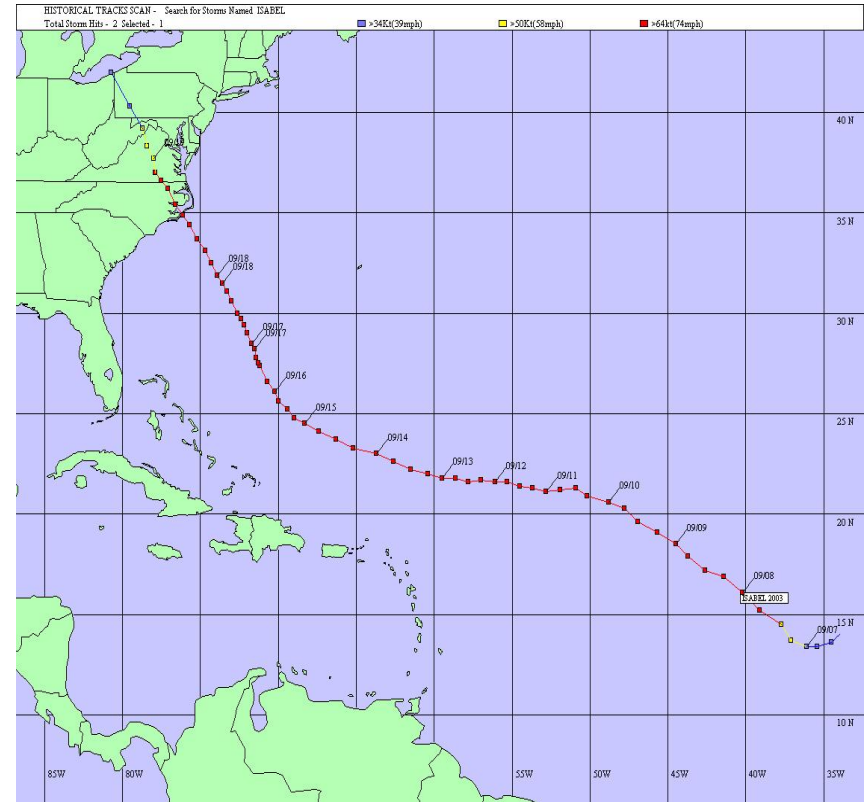 HISTORICAL TRACKS SCAN - Search for Storms Named ISABEL
Total Storm Hits - 2 Selected - 1 >34Kt(39mph) >50Kt(58mph) >64kt(74mph)
40 N
35 N
09/18
09/18
30 N
09/17
09/17
09/16
25 N
09/15
09/14
09/13
09/12
09/11
09/10
20 N
09/09
09/08
ISABEL 2003
15 N
09/07
10 N
85W 80W 55W 50W 45W 40W 35W